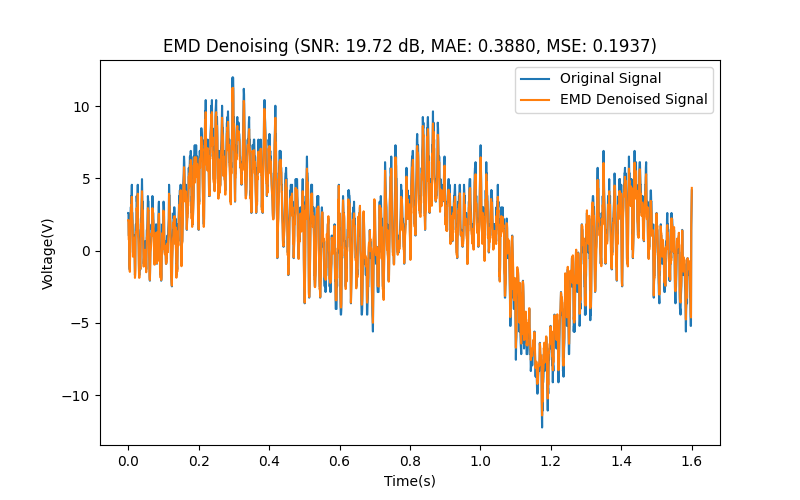 EMD Denoising (SNR: 19.72 dB, MAE: 0.3880, MSE: 0.1937)
Original Signal
EMD Denoised Signal
Voltage(V)
10
5
0
−5
−10
0.0 0.2 0.4 0.6 0.8 1.0 1.2 1.4 1.6
Time(s)